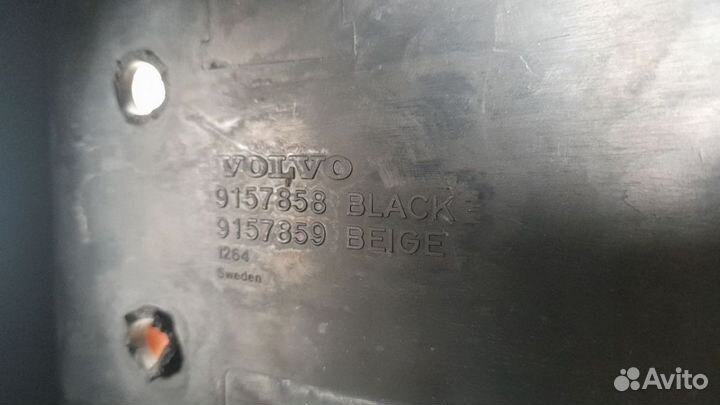 VOLVO
9157858 BLACK
9157859 BEIGE
1264
Sweden
Avito